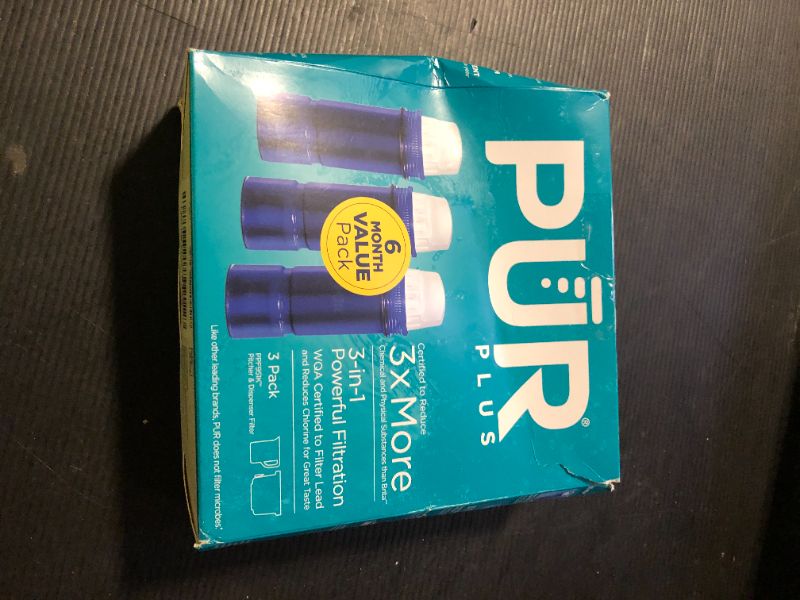 PUR®
PLUS
6
MONTH
VALUE
Pack
Certified to Reduce
3x More
Chemical and Physical Substances than Brita™
3-in-1
Powerful Filtration
WQA Certified to Filter Lead
and Reduces Chlorine for Great Taste
3 Pack
PPF951K™
Pitcher & Dispenser Filter
Like other leading brands, PUR does not filter microbes.*